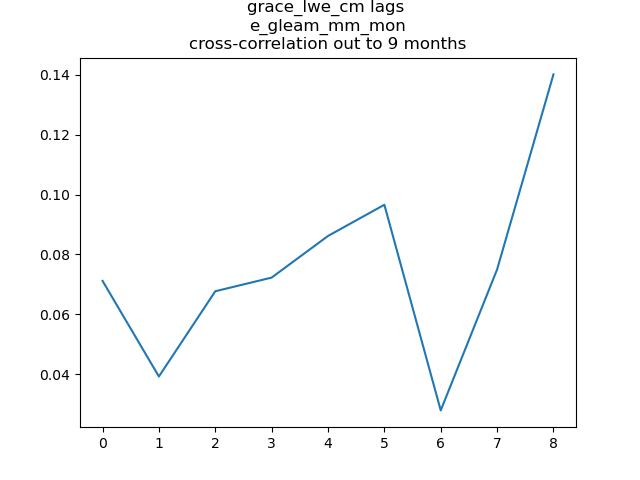 grace_lwe_cm lags
e_gleam_mm_mon
cross-correlation out to 9 months
0.14
0.12
0.10
0.08
0.06
0.04
0 1 2 3 4 5 6 7 8